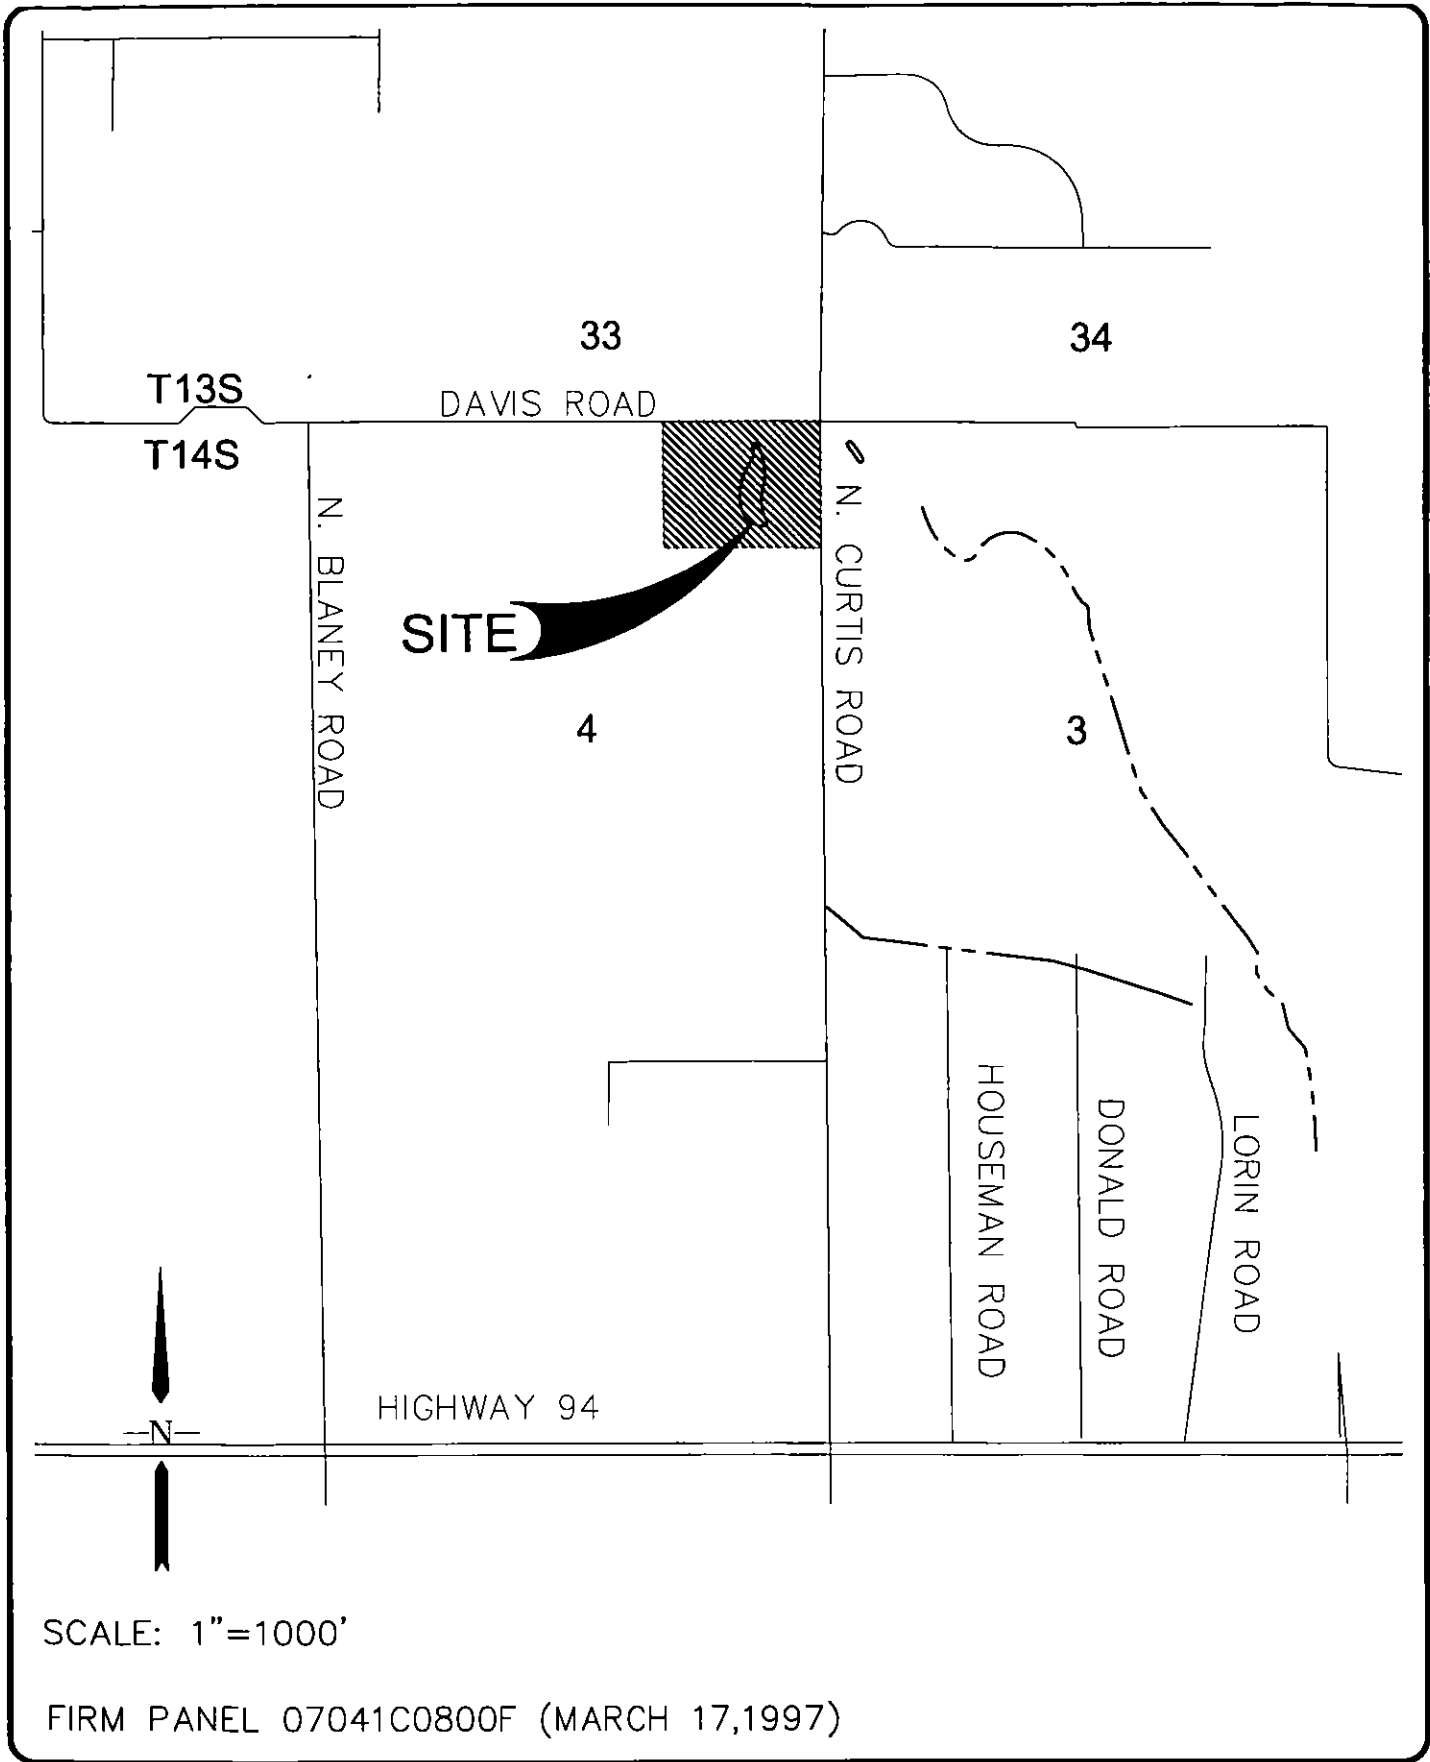 33
34
T13S
DAVIS ROAD
T14S
N. BLANEY ROAD
N. CURTIS ROAD
SITE
4
3
HOUSEMAN ROAD
DONALD ROAD
LORIN ROAD
HIGHWAY 94
N
SCALE: 1"=1000'
FIRM PANEL 07041C0800F (MARCH 17,1997)